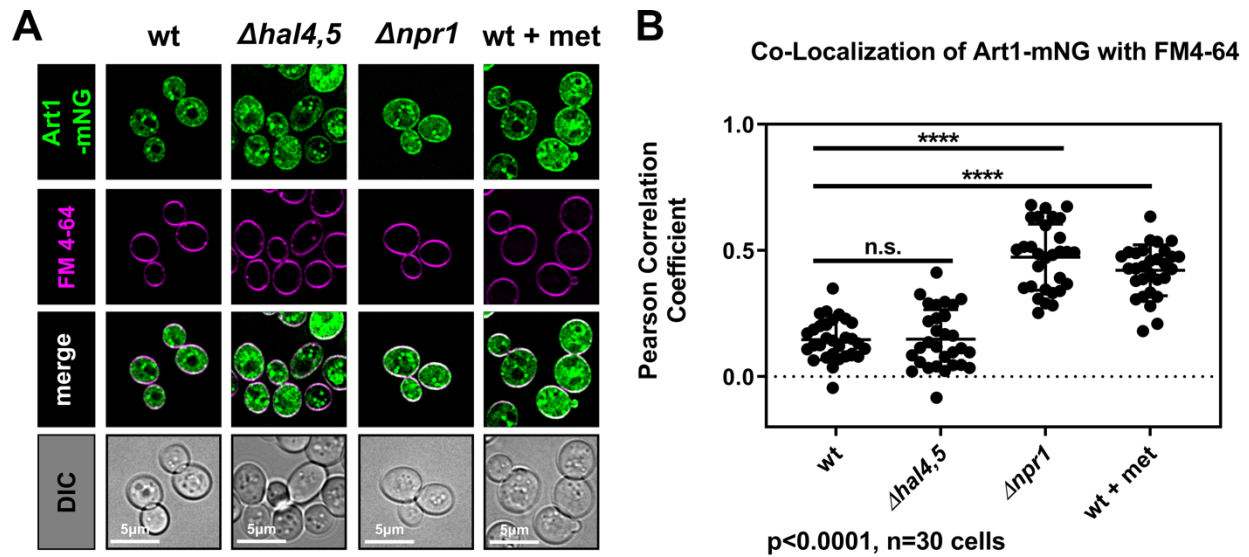 A
wt
Δhal4,5
Δnpr1
wt + met
Art1
-mNG
FM 4-64
merge
DIC
5µm
5µm
5µm
5µm
B
Co-Localization of Art1-mNG with FM4-64
Pearson Correlation
Coefficient
1.0
0.5
0.0
****
****
n.s.
wt
Δhal4,5
Δnpr1
wt + met
p<0.0001, n=30 cells